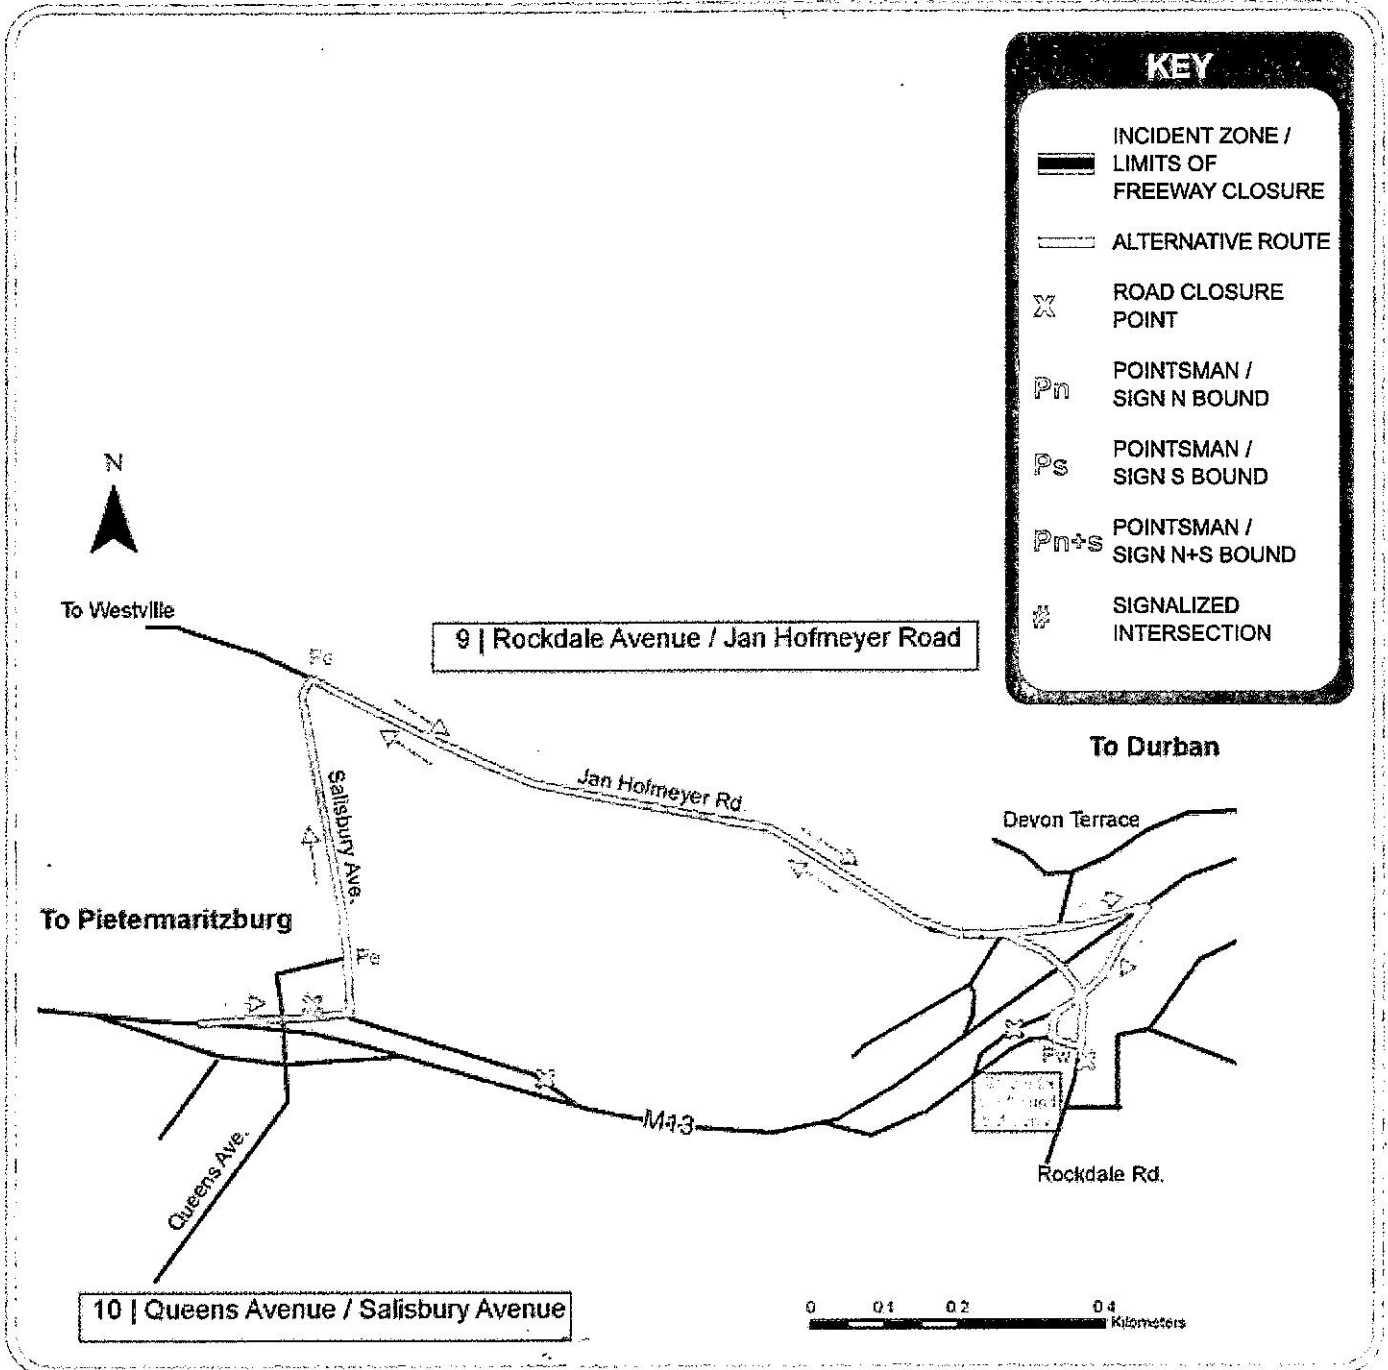 KEY
INCIDENT ZONE /
LIMITS OF
FREEWAY CLOSURE
ALTERNATIVE ROUTE
X
ROAD CLOSURE
POINT
Pn
POINTSMAN /
SIGN N BOUND
Ps
POINTSMAN /
SIGN S BOUND
Pn+s
POINTSMAN /
SIGN N+S BOUND
#
SIGNALIZED
INTERSECTION
N
To Westville
9 | Rockdale Avenue / Jan Hofmeyer Road
Jan Hofmeyer Rd.
Salisbury Ave.
To Durban
Devon Terrace
To Pietermaritzburg
Pe
X
X
X
X
M13
Queens Ave.
Rockdale Rd.
10 | Queens Avenue / Salisbury Avenue
0 0.1 0.2 0.4
Kilometers